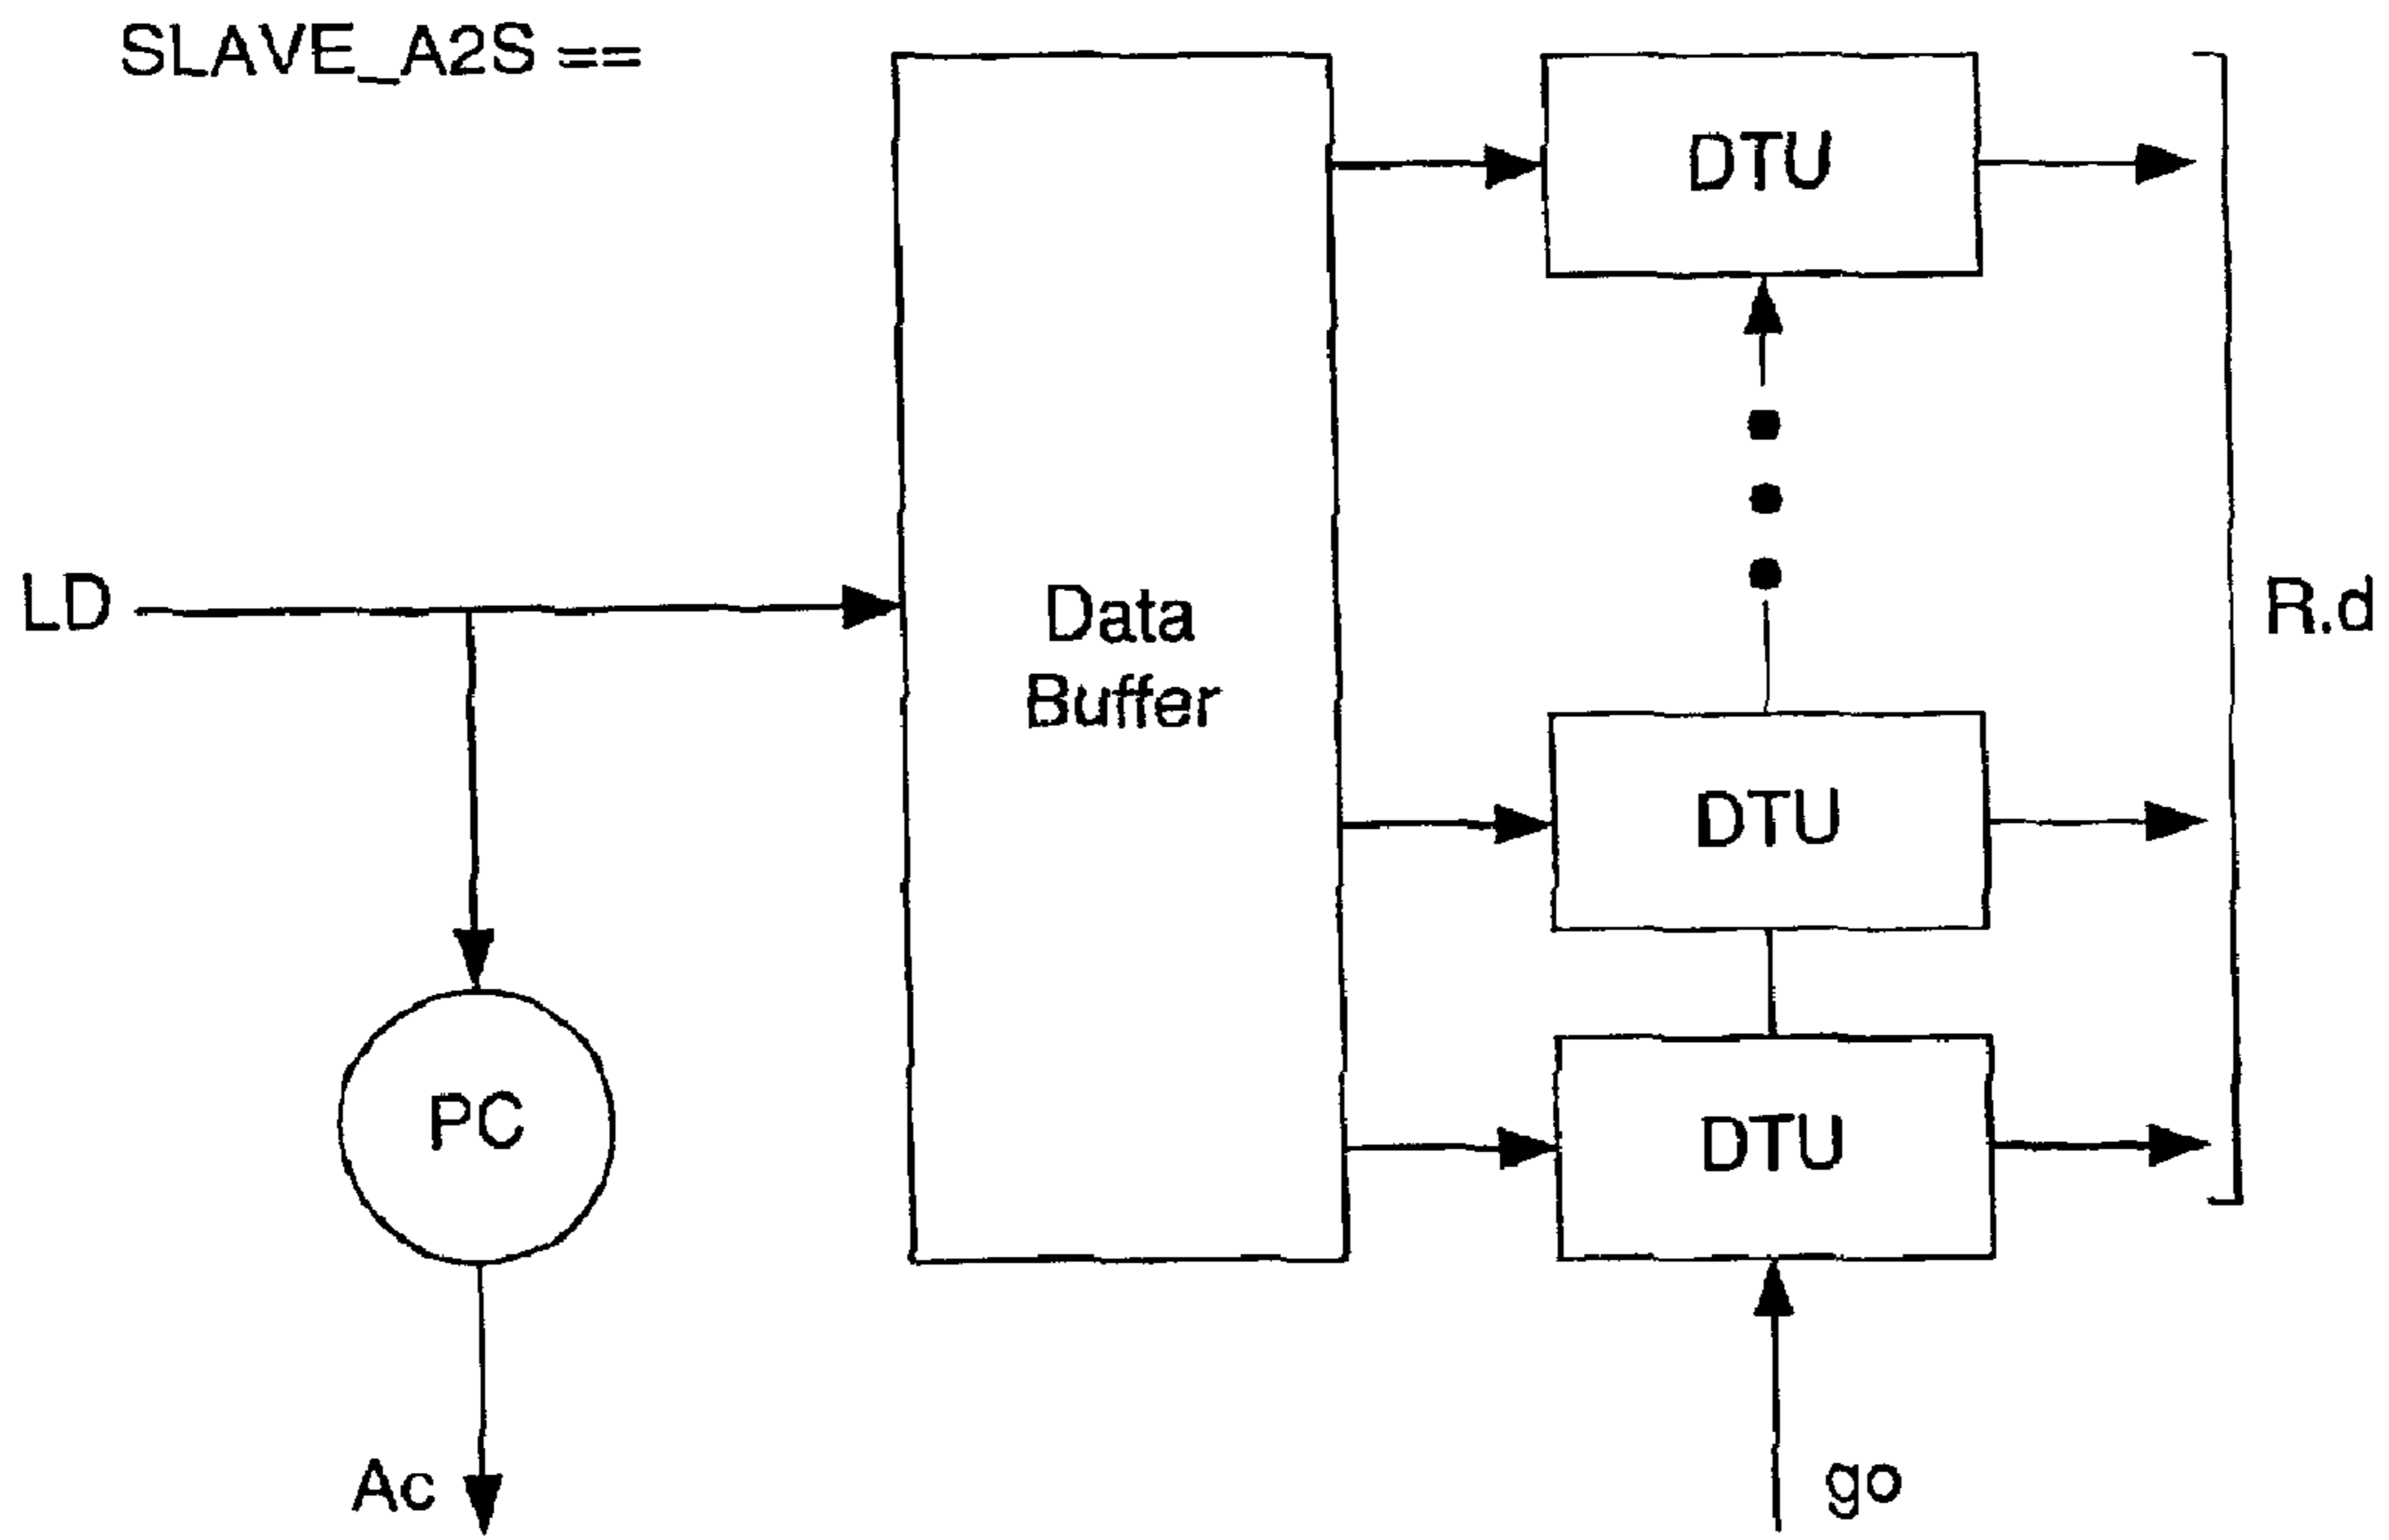 SLAVE_A2S ==
DTU
LD
Data
Buffer
R.d
DTU
PC
DTU
Ac
go